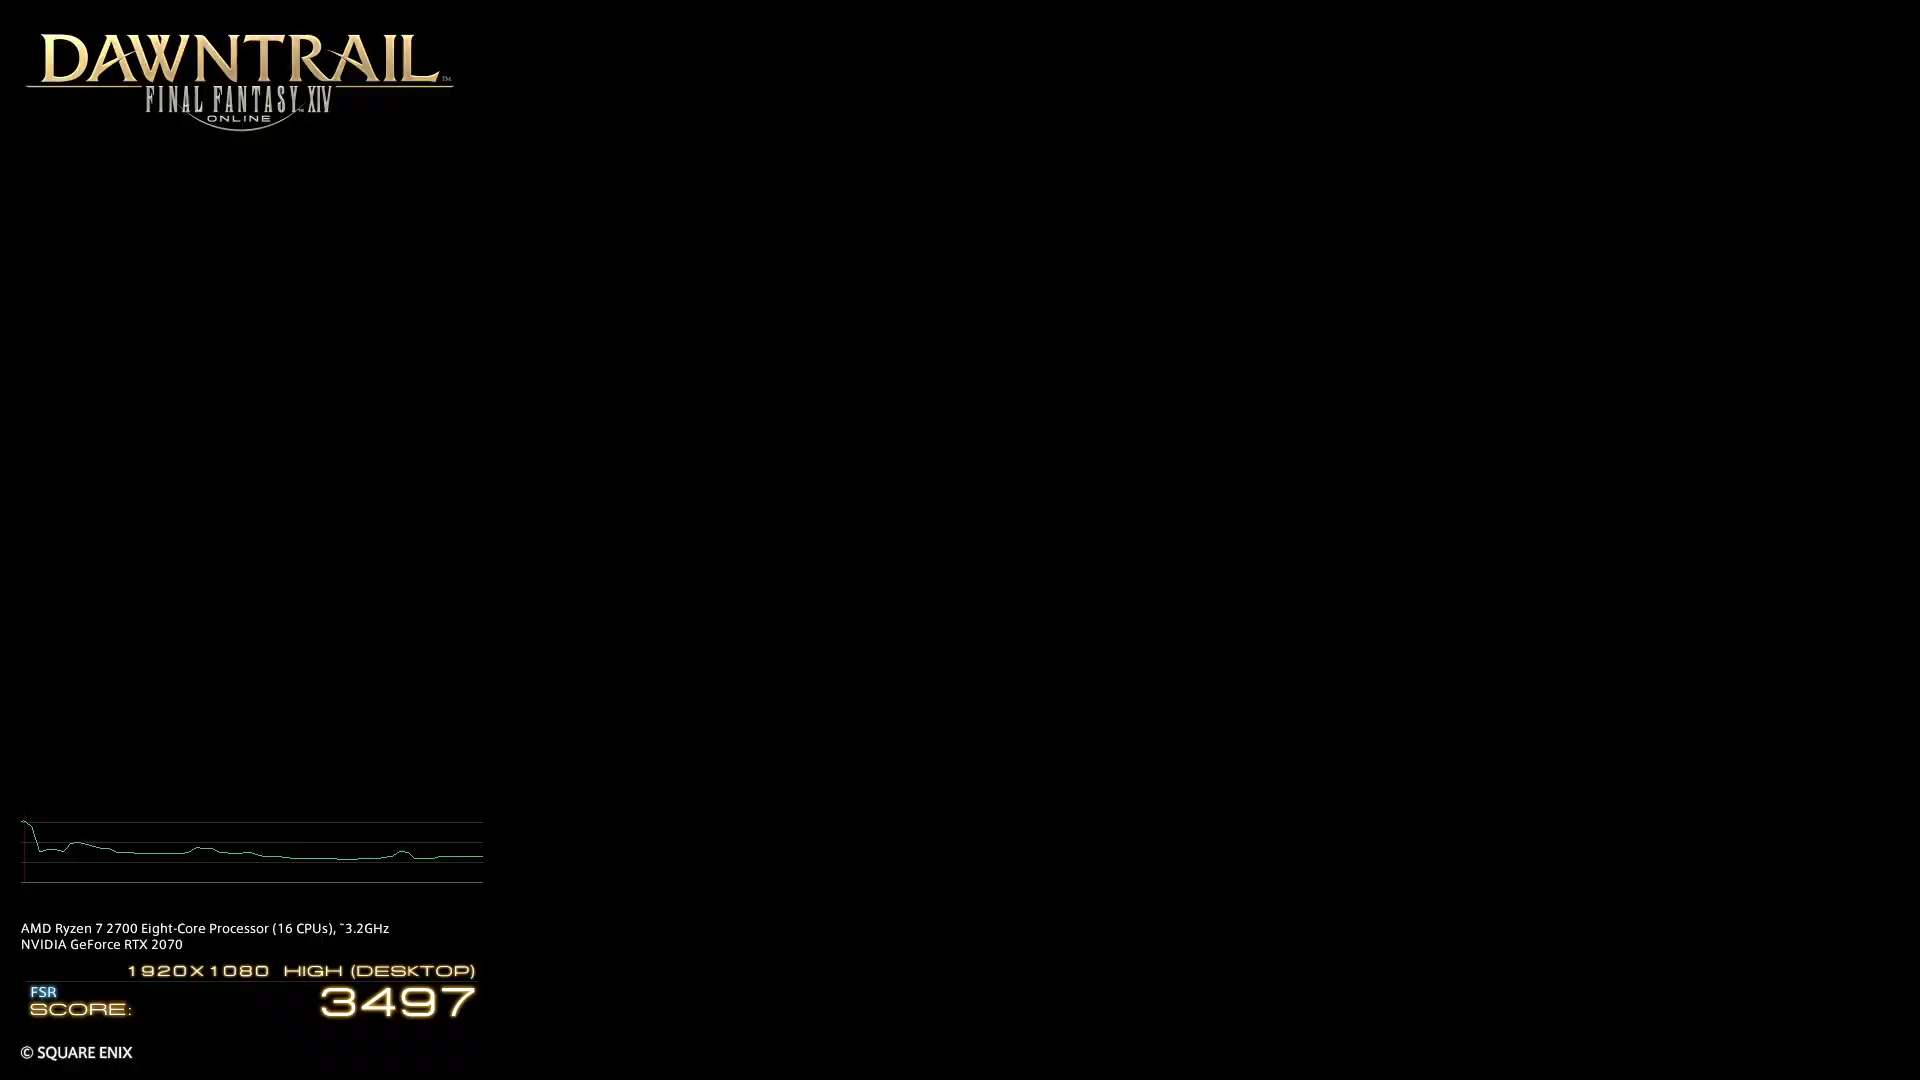 DAWNTRAIL™
FINAL FANTASY XIV
ONLINE
AMD Ryzen 7 2700 Eight-Core Processor (16 CPUs), ~3.2GHz
NVIDIA GeForce RTX 2070
1920X1080 HIGH (DESKTOP)
FSR
SCORE: 3497
© SQUARE ENIX